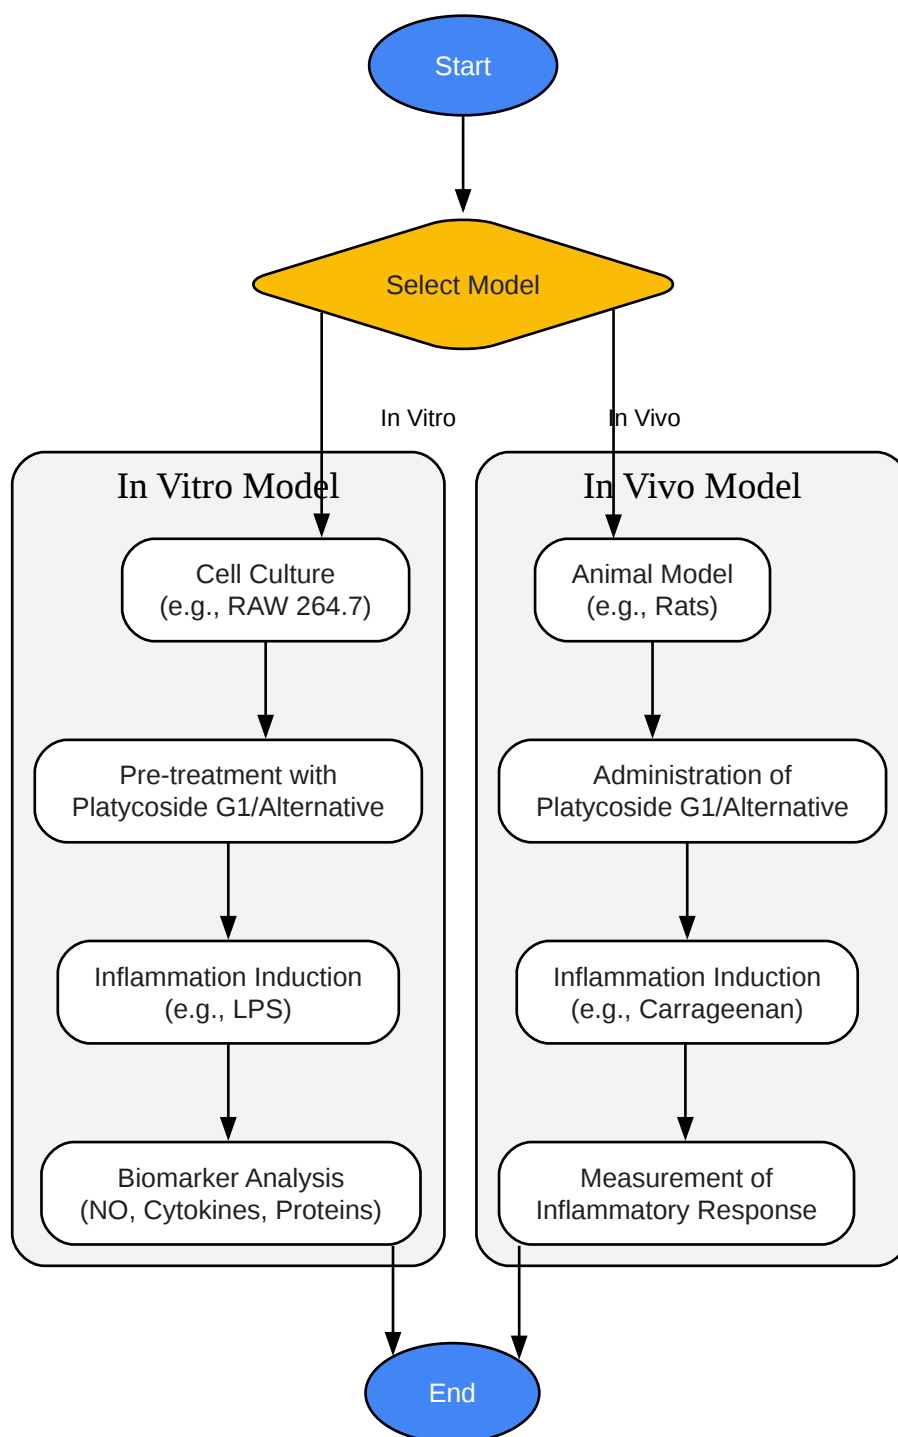 Start
Select Model
In Vitro
In Vivo
In Vitro Model
Cell Culture
(e.g., RAW 264.7)
Pre-treatment with
Platycoside G1/Alternative
Inflammation Induction
(e.g., LPS)
Biomarker Analysis
(NO, Cytokines, Proteins)
In Vivo Model
Animal Model
(e.g., Rats)
Administration of
Platycoside G1/Alternative
Inflammation Induction
(e.g., Carrageenan)
Measurement of
Inflammatory Response
End